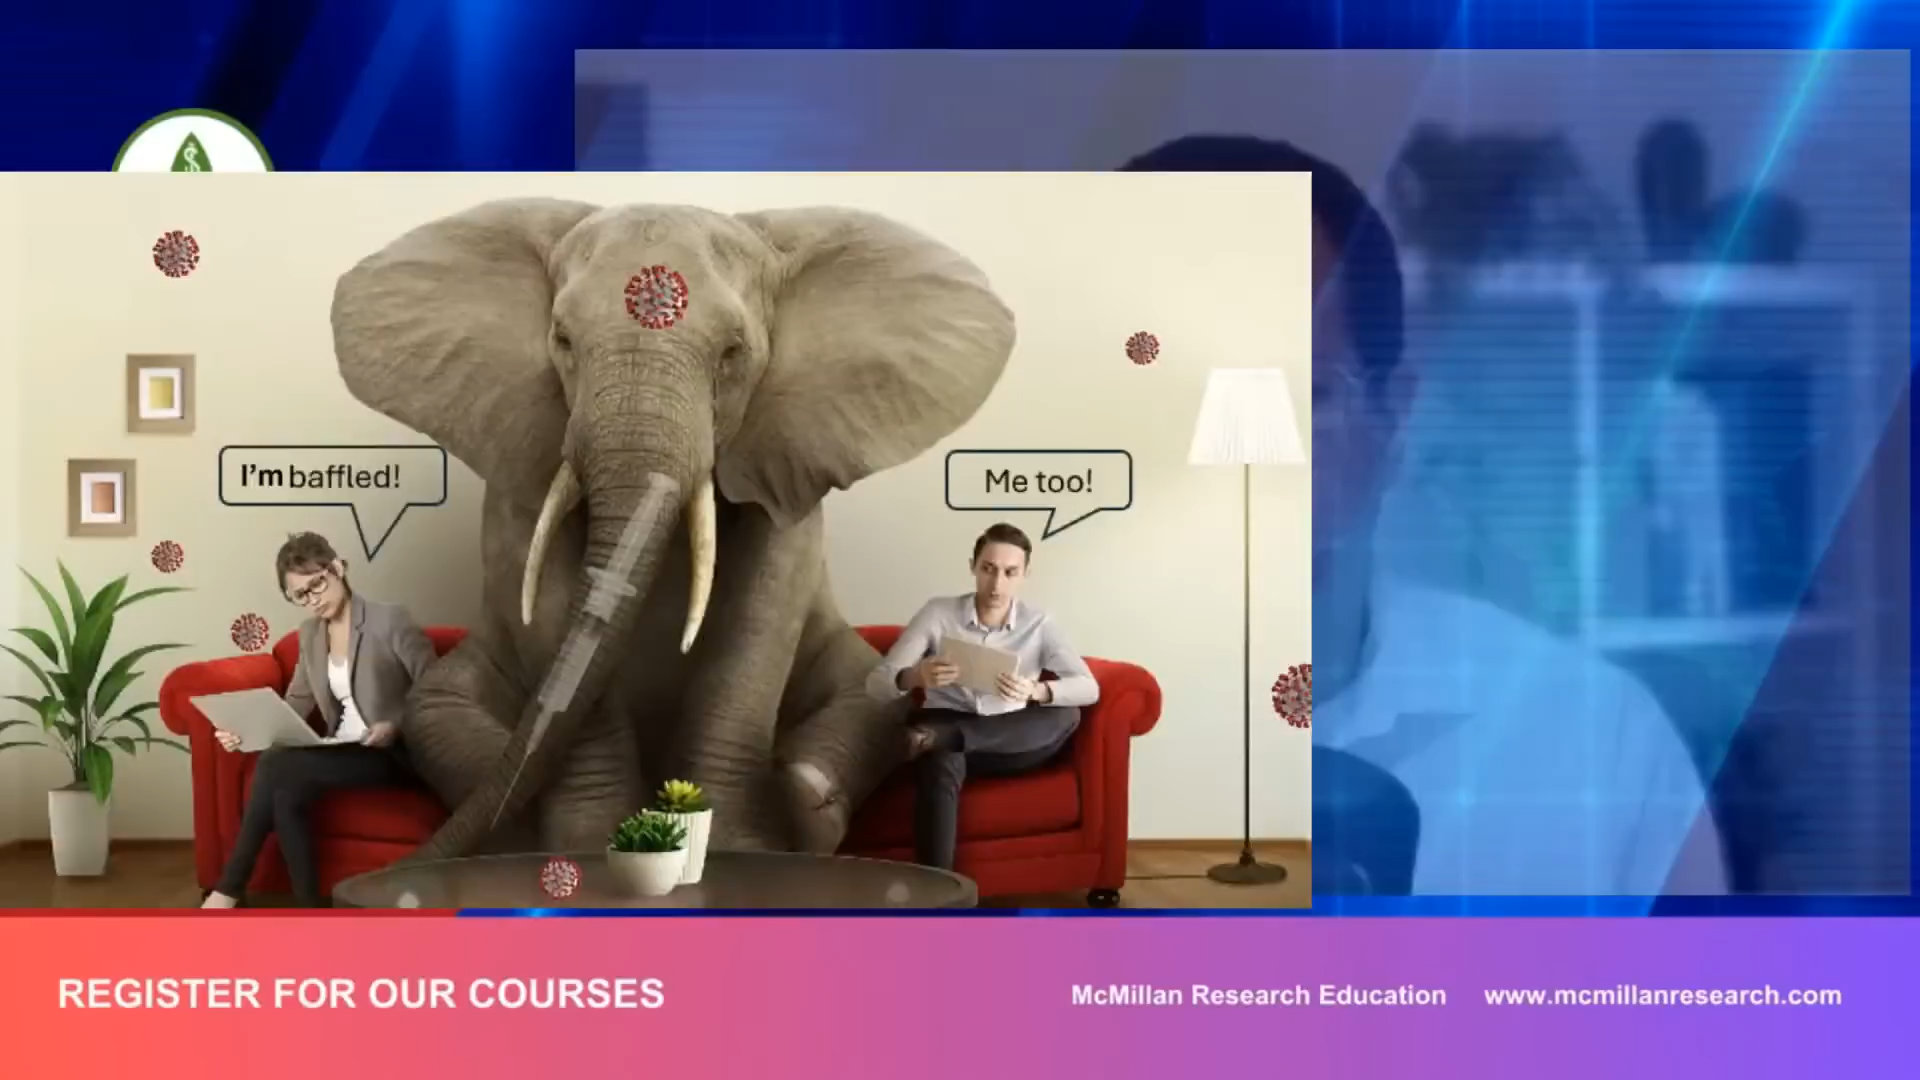 I'm baffled!
Me too!
REGISTER FOR OUR COURSES
McMillan Research Education www.mcmillanresearch.com